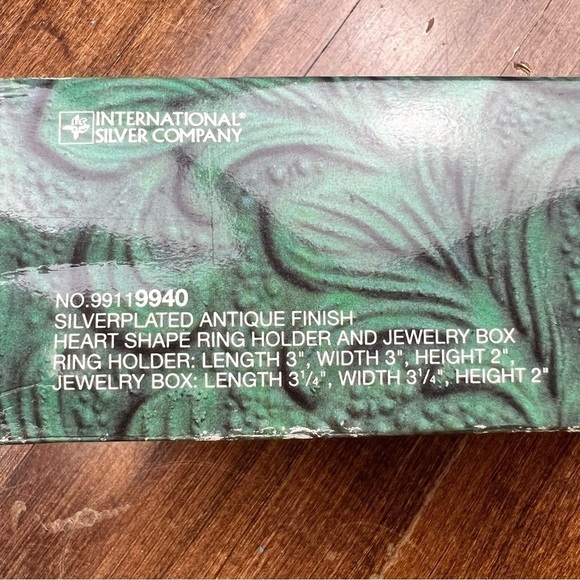 INTERNATIONAL®
SILVER COMPANY
NO.99119940
SILVERPLATED ANTIQUE FINISH
HEART SHAPE RING HOLDER AND JEWELRY BOX
RING HOLDER: LENGTH 3", WIDTH 3", HEIGHT 2",
JEWELRY BOX: LENGTH 3¹/₄", WIDTH 3¹/₄", HEIGHT 2"